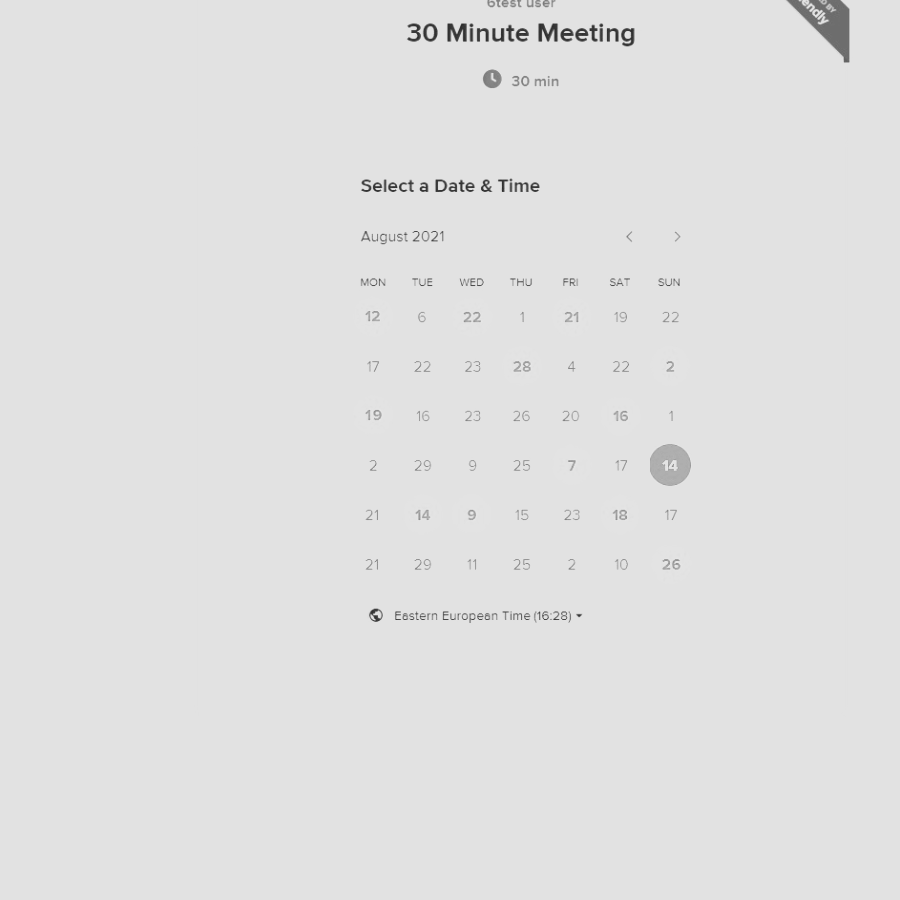 6test user
30 Minute Meeting
30 min
endly
Select a Date & Time
August 2021
MON TUE WED THU FRI SAT SUN
12 6 22 1 21 19 22
17 22 23 28 4 22 2
19 16 23 26 20 16 1
2 29 9 25 7 17 14
21 14 9 15 23 18 17
21 29 11 25 2 10 26
Eastern European Time (16:28)